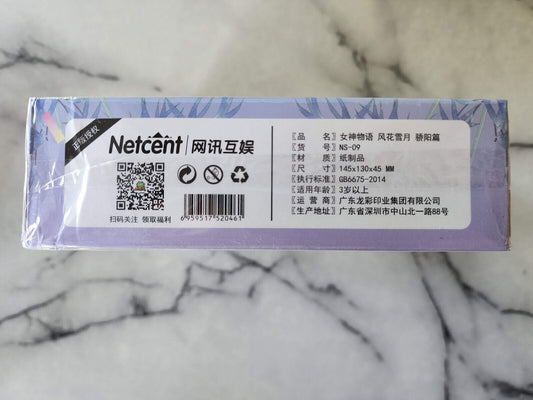 正版授权
Netcent 网讯互娱
扫码关注 领取福利
6 959517 520461
〖品 名〗女神物语 风花雪月 骄阳篇
〖货 号〗NS-09
〖材 质〗纸制品
〖尺 寸〗145x130x45 MM
〖执行标准〗GB6675-2014
〖适用年龄〗3岁以上
〖运 营 商〗广东龙彩印业集团有限公司
〖生产地址〗广东省深圳市中山北一路88号